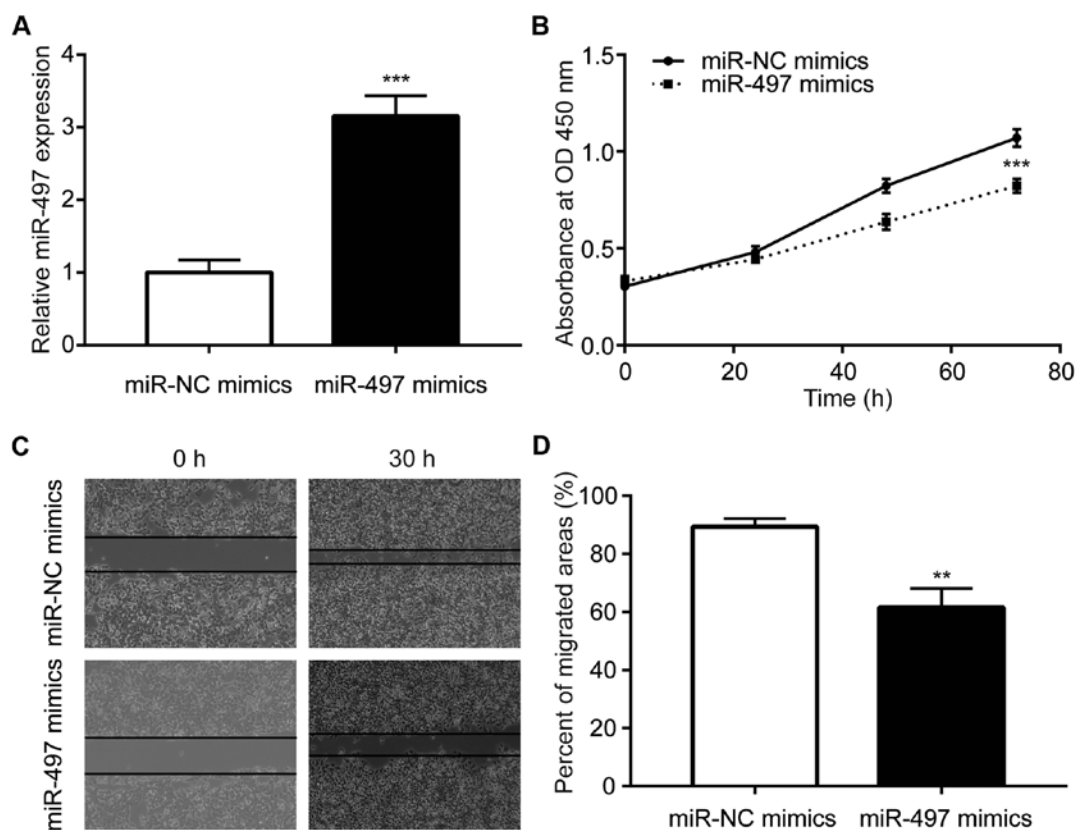 A
Relative miR-497 expression
4
3
2
1
0
***
miR-NC mimics
miR-497 mimics
B
Absorbance at OD 450 nm
1.5
1.0
0.5
0.0
miR-NC mimics
miR-497 mimics
***
0
20
40
60
80
Time (h)
C
0 h
30 h
miR-NC mimics
miR-497 mimics
D
Percent of migrated areas (%)
100
80
60
40
20
0
**
miR-NC mimics
miR-497 mimics